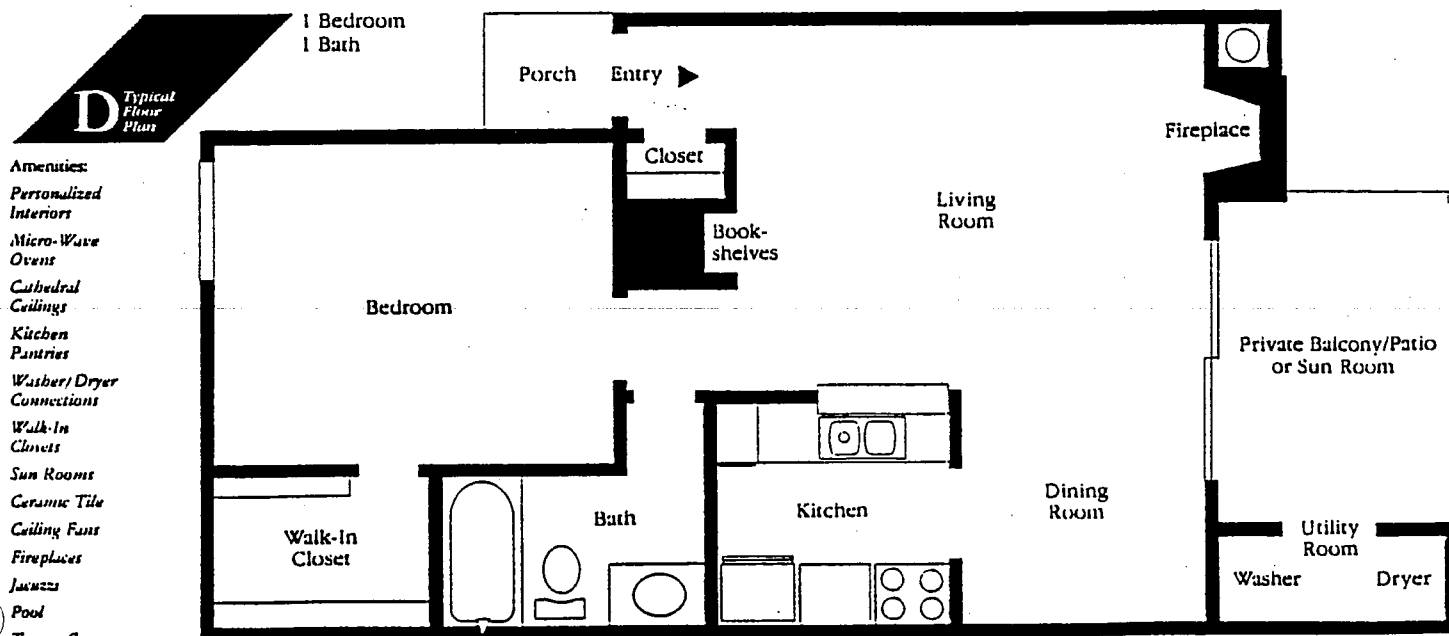 1 Bedroom
1 Bath
D Typical
Floor
Plan
Amenities:
Personalized
Interiors
Micro-Wave
Ovens
Cathedral
Ceilings
Kitchen
Pantries
Washer/Dryer
Connections
Walk-In
Closets
Sun Rooms
Ceramic Tile
Ceiling Fans
Fireplaces
Jacuzzi
Pool
Porch
Entry
Closet
Fireplace
Living
Room
Book-
shelves
Bedroom
Private Balcony/Patio
or Sun Room
Walk-In
Closet
Bath
Kitchen
Dining
Room
Utility
Room
Washer
Dryer